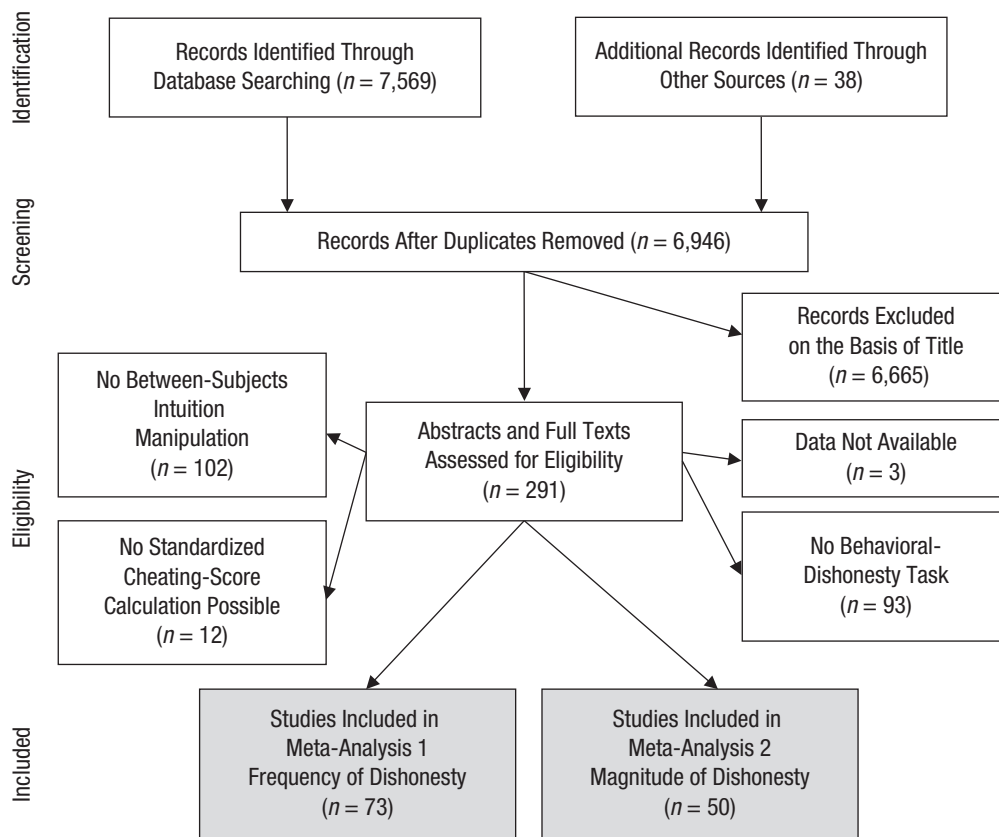 Identification
Records Identified Through
Database Searching (n = 7,569)
Additional Records Identified Through
Other Sources (n = 38)
Screening
Records After Duplicates Removed (n = 6,946)
Records Excluded
on the Basis of Title
(n = 6,665)
Eligibility
No Between-Subjects
Intuition
Manipulation
(n = 102)
Abstracts and Full Texts
Assessed for Eligibility
(n = 291)
Data Not Available
(n = 3)
No Standardized
Cheating-Score
Calculation Possible
(n = 12)
No Behavioral-
Dishonesty Task
(n = 93)
Included
Studies Included in
Meta-Analysis 1
Frequency of Dishonesty
(n = 73)
Studies Included in
Meta-Analysis 2
Magnitude of Dishonesty
(n = 50)